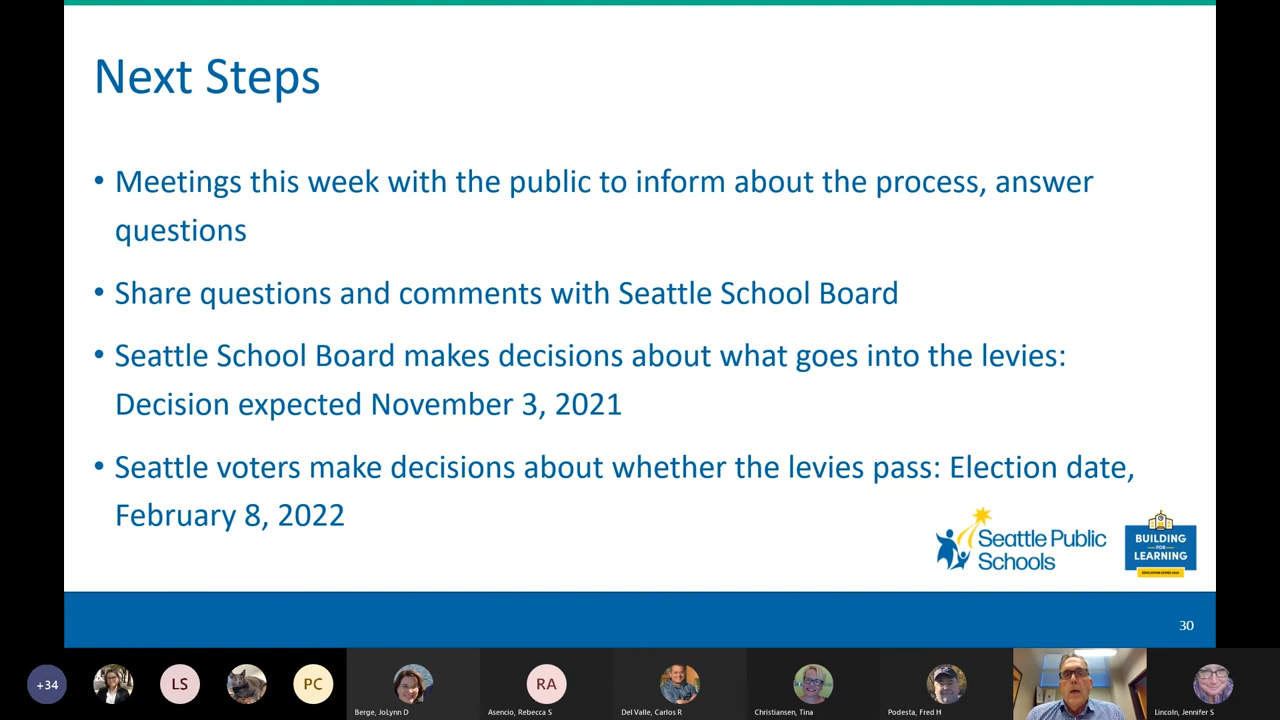 Next Steps
• Meetings this week with the public to inform about the process, answer
questions
• Share questions and comments with Seattle School Board
• Seattle School Board makes decisions about what goes into the levies:
Decision expected November 3, 2021
• Seattle voters make decisions about whether the levies pass: Election date,
February 8, 2022
Seattle Public
Schools
BUILDING
FOR
LEARNING
30
+34
LS
PC
RA
Berge, JoLynn D
Asencio, Rebecca S
Del Valle, Carlos R
Christiansen, Tina
Podesta, Fred H
Lincoln, Jennifer S